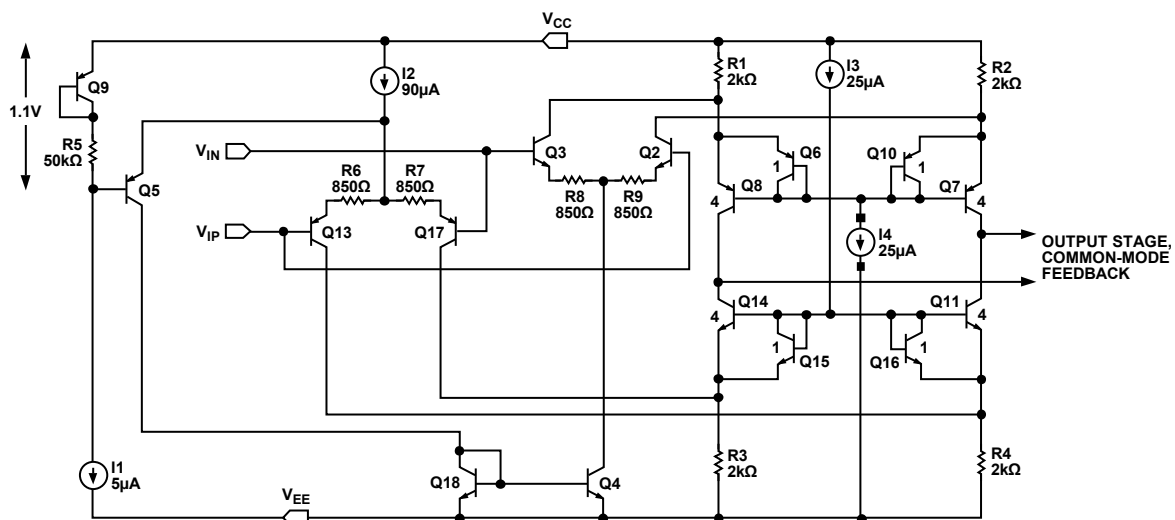 VCC
R1
2kΩ
I3
25µA
R2
2kΩ
Q9
I2
90µA
1.1V
R5
50kΩ
VIN
Q3
Q2
Q6
1
Q10
1
Q5
R6
850Ω
R7
850Ω
R8
850Ω
R9
850Ω
Q8
4
Q7
4
VIP
Q13
Q17
I4
25µA
OUTPUT STAGE,
COMMON-MODE
FEEDBACK
Q14
4
Q11
4
1
Q15
Q16
1
R3
2kΩ
R4
2kΩ
I1
5µA
Q18
Q4
VEE